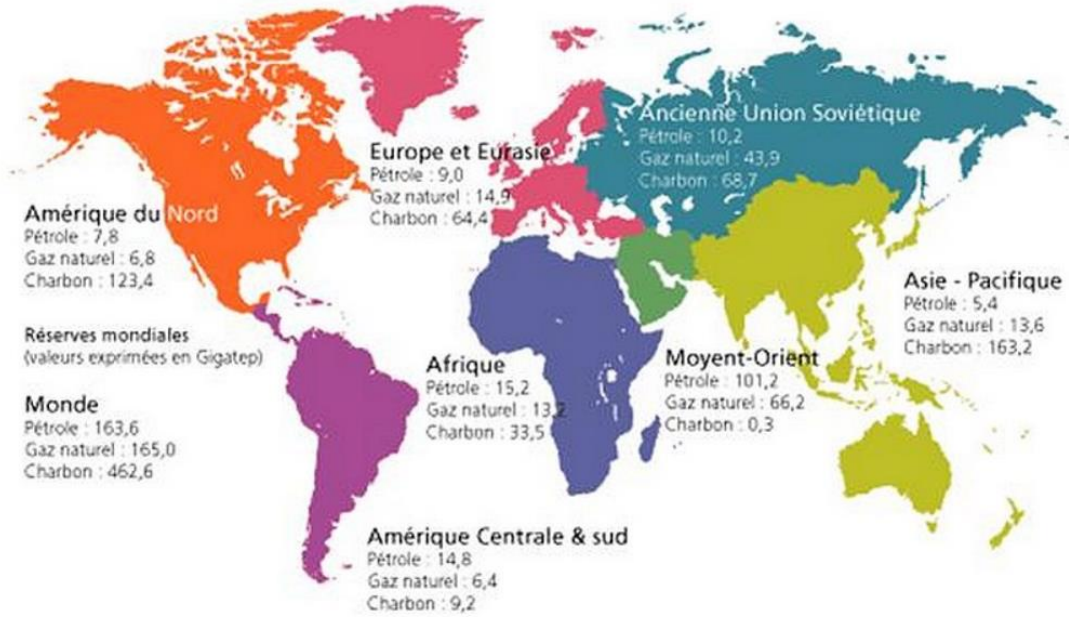 Ancienne Union Soviétique
Pétrole : 10,2
Gaz naturel : 43,9
Charbon : 68,7
Europe et Eurasie
Pétrole : 9,0
Gaz naturel : 14,9
Charbon : 64,4
Amérique du Nord
Pétrole : 7,8
Gaz naturel : 6,8
Charbon : 123,4
Asie - Pacifique
Pétrole : 5,4
Gaz naturel : 13,6
Charbon : 163,2
Réserves mondiales
(valeurs exprimées en Gigatep)
Monde
Pétrole : 163,6
Gaz naturel : 165,0
Charbon : 462,6
Afrique
Pétrole : 15,2
Gaz naturel : 13,2
Charbon : 33,5
Moyent-Orient
Pétrole : 101,2
Gaz naturel : 66,2
Charbon : 0,3
Amérique Centrale & sud
Pétrole : 14,8
Gaz naturel : 6,4
Charbon : 9,2